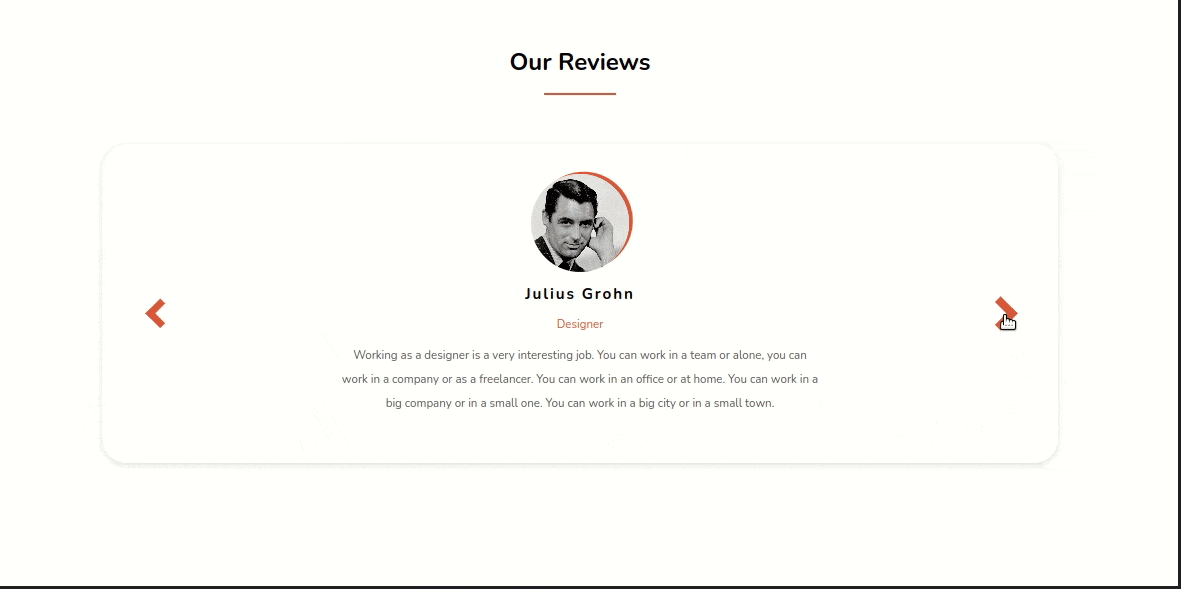 Our Reviews
Julius Grohn
Designer
Working as a designer is a very interesting job. You can work in a team or alone, you can
work in a company or as a freelancer. You can work in an office or at home. You can work in a
big company or in a small one. You can work in a big city or in a small town.